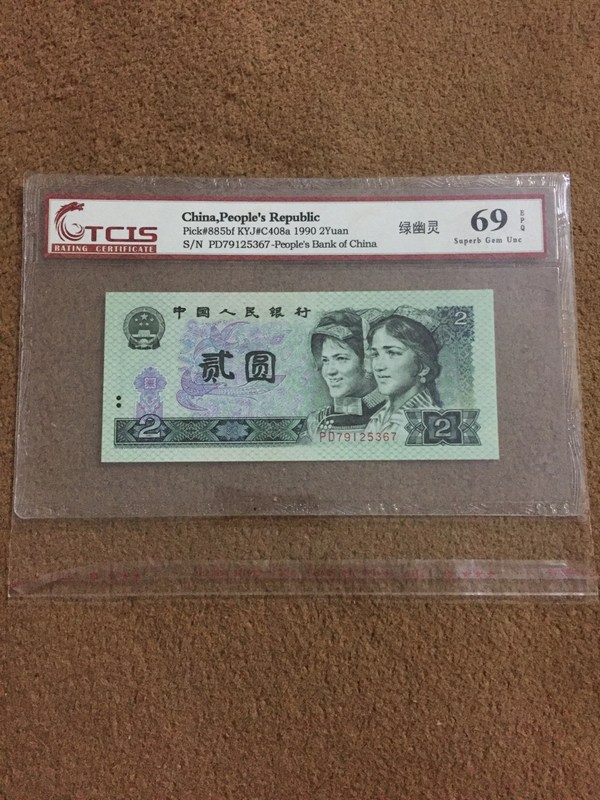 TCIS
RATING CERTIFICATE
China,People's Republic
Pick#885bf KYJ#C408a 1990 2Yuan
S/N PD79125367-People's Bank of China
绿幽灵
69 EPQ
Superb Gem Unc
中国人民银行
2
贰圆
2
2
PD79125367